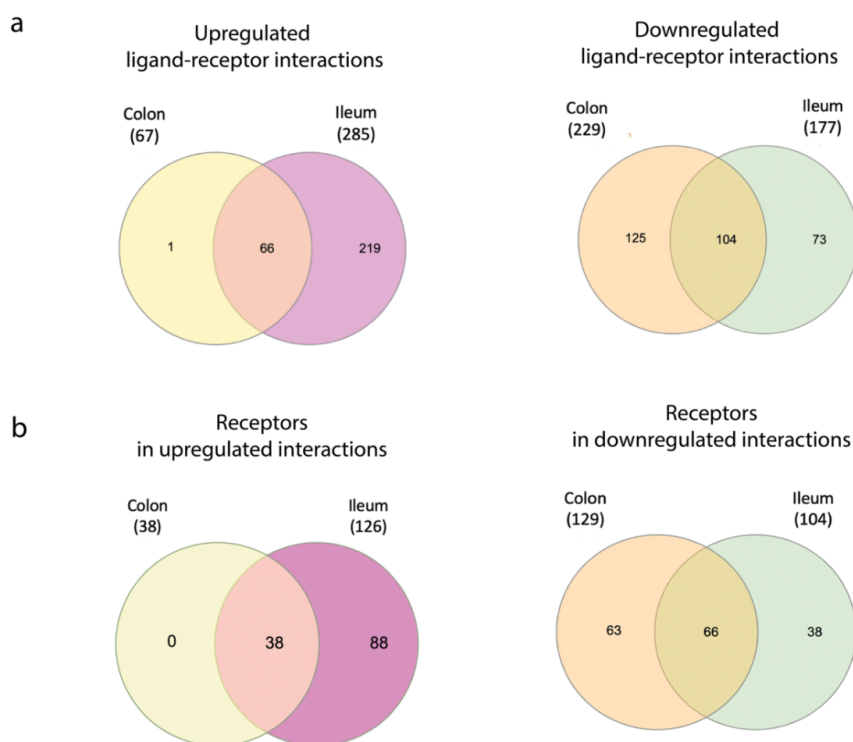 a
Upregulated
ligand-receptor interactions
Colon
(67)
Ileum
(285)
1
66
219
Downregulated
ligand-receptor interactions
Colon
(229)
Ileum
(177)
125
104
73
b
Receptors
in upregulated interactions
Colon
(38)
Ileum
(126)
0
38
88
Receptors
in downregulated interactions
Colon
(129)
Ileum
(104)
63
66
38